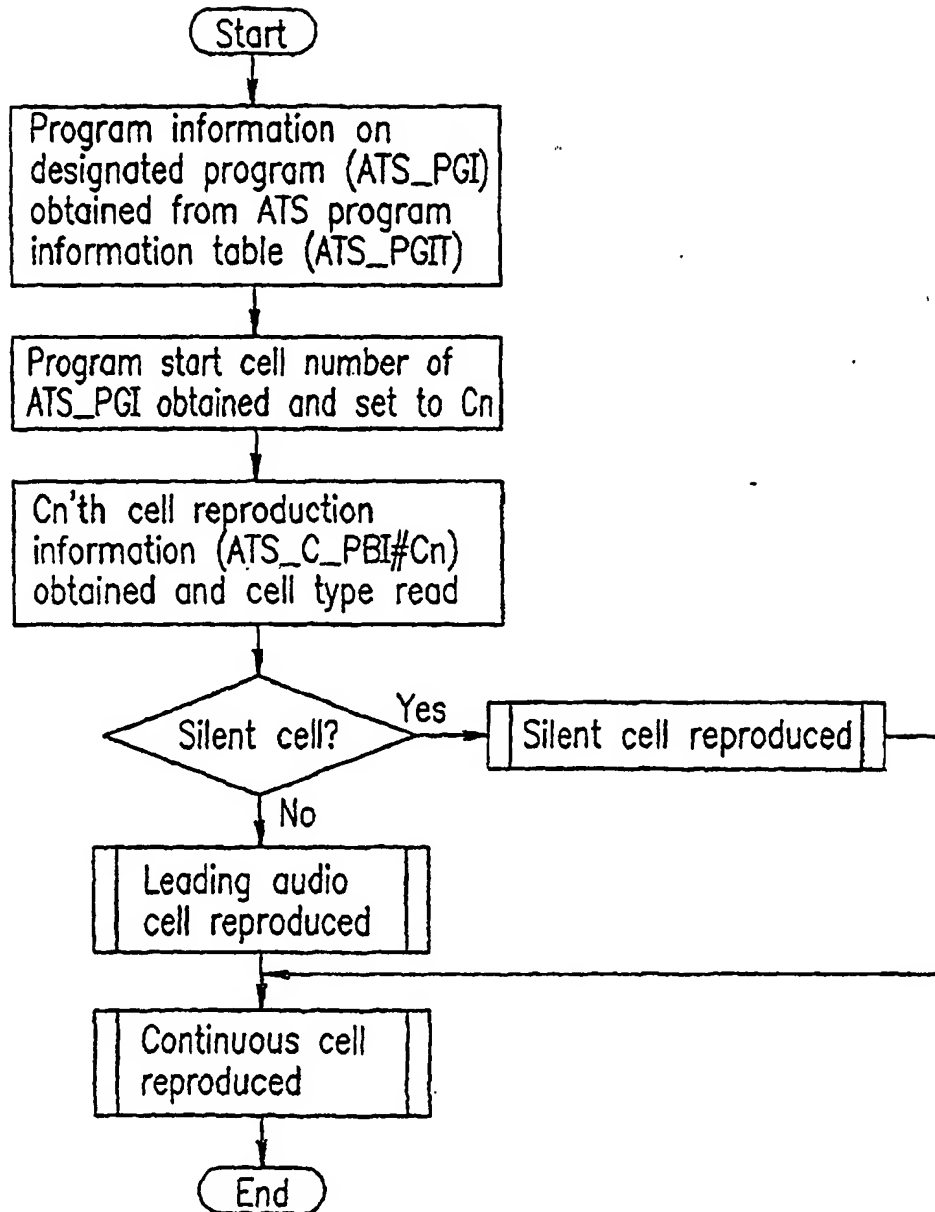 Start
Program information on
designated program (ATS_PGI)
obtained from ATS program
information table (ATS_PGIT)
Program start cell number of
ATS_PGI obtained and set to Cn
Cn'th cell reproduction
information (ATS_C_PBI#Cn)
obtained and cell type read
Silent cell?
Yes
Silent cell reproduced
No
Leading audio
cell reproduced
Continuous cell
reproduced
End